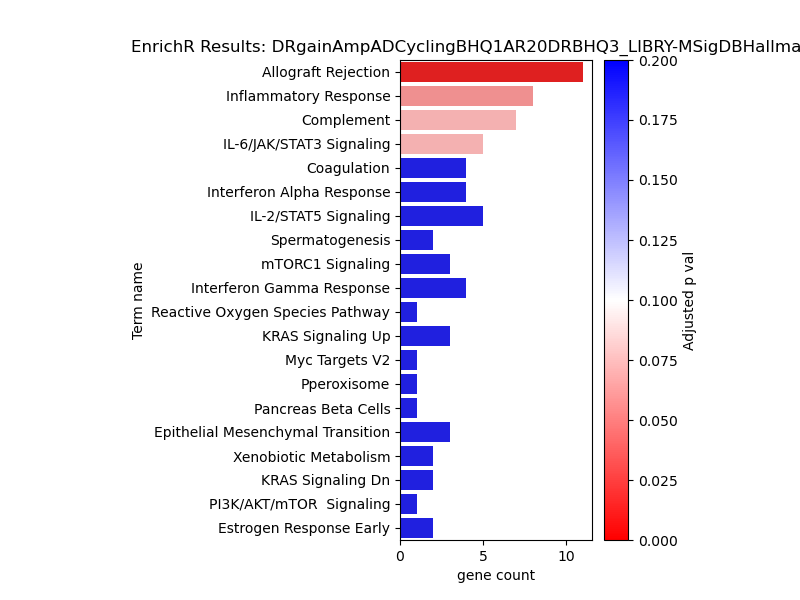 EnrichR Results: DRgainAmpADCyclingBHQ1AR20DRBHQ3_LIBRY-MSigDBHallma
Term name
Allograft Rejection
Inflammatory Response
Complement
IL-6/JAK/STAT3 Signaling
Coagulation
Interferon Alpha Response
IL-2/STAT5 Signaling
Spermatogenesis
mTORC1 Signaling
Interferon Gamma Response
Reactive Oxygen Species Pathway
KRAS Signaling Up
Myc Targets V2
Pperoxisome
Pancreas Beta Cells
Epithelial Mesenchymal Transition
Xenobiotic Metabolism
KRAS Signaling Dn
PI3K/AKT/mTOR  Signaling
Estrogen Response Early
0 5 10
gene count
0.200
0.175
0.150
0.125
0.100
0.075
0.050
0.025
0.000
Adjusted p val